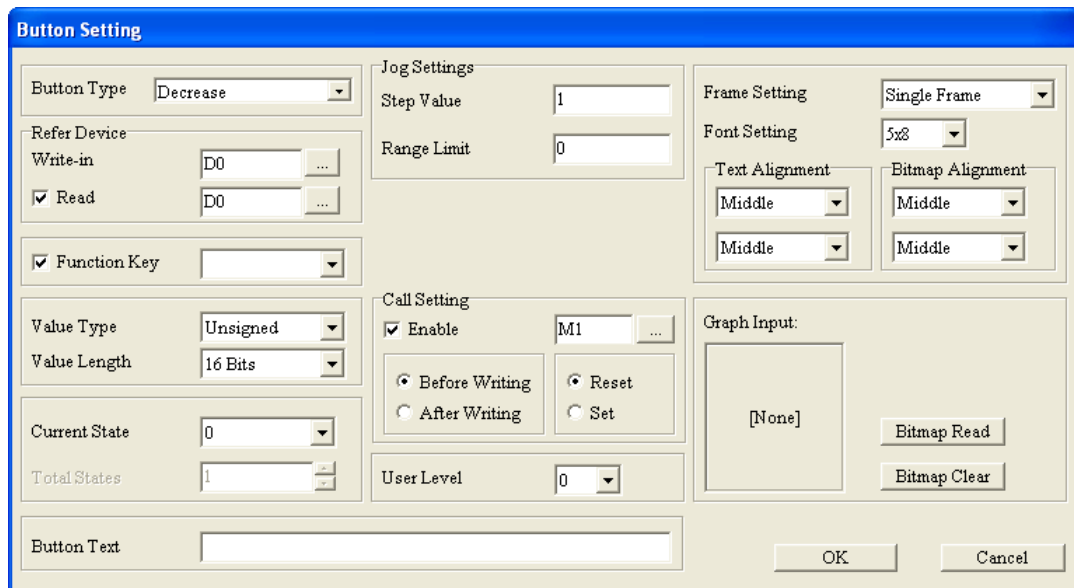 Button Setting
Button Type Decrease
Refer Device
Write-in D0 ...
Read D0 ...
Function Key
Value Type Unsigned
Value Length 16 Bits
Current State 0
Total States 1
Button Text
Jog Settings
Step Value 1
Range Limit 0
Call Setting
Enable M1 ...
Before Writing Reset
After Writing Set
User Level 0
Frame Setting Single Frame
Font Setting 5x8
Text Alignment Bitmap Alignment
Middle Middle
Middle Middle
Graph Input:
[None]
Bitmap Read
Bitmap Clear
OK Cancel